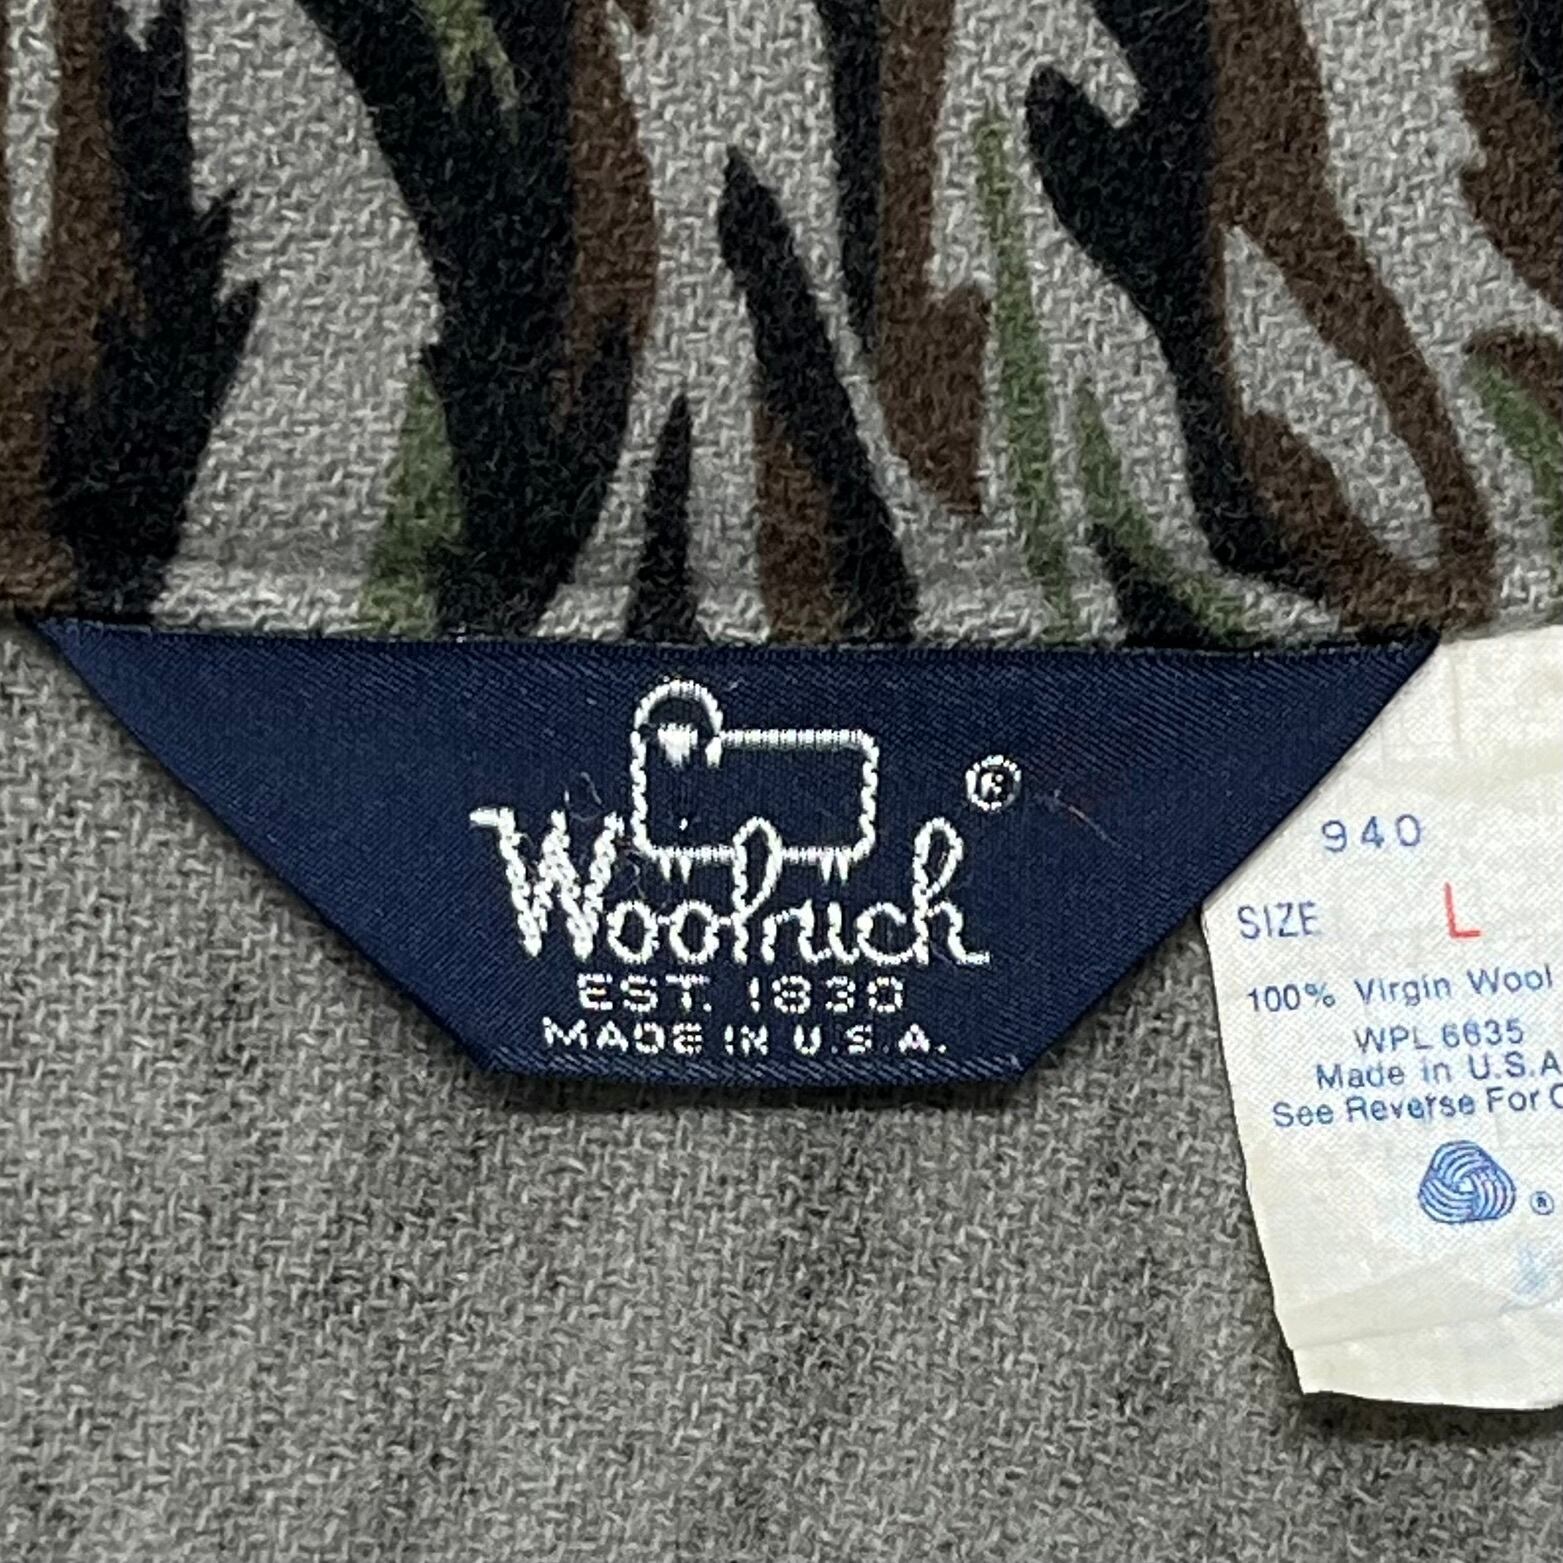 Woolrich ®
EST. 1830
MADE IN U.S.A.
940
SIZE L
100% Virgin Wool
WPL 6635
Made in U.S.A
See Reverse For
®